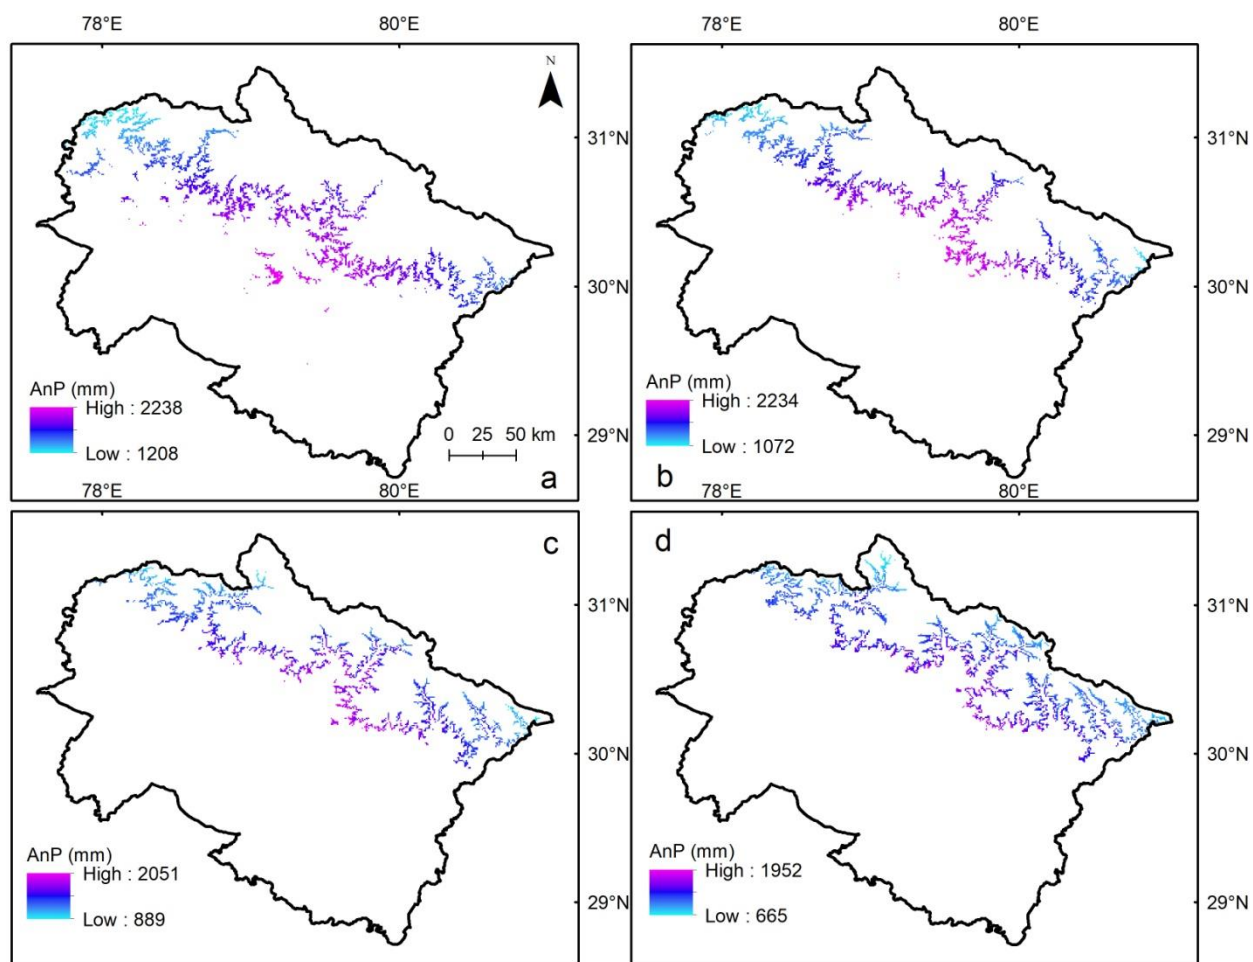 78°E 80°E 78°E 80°E
N
31°N 31°N
30°N 30°N
AnP (mm)
High : 2238
Low : 1208
0 25 50 km
a
29°N
AnP (mm)
High : 2234
Low : 1072
b
29°N
78°E 80°E 78°E 80°E
c
d
31°N 31°N
30°N 30°N
AnP (mm)
High : 2051
Low : 889
29°N
AnP (mm)
High : 1952
Low : 665
29°N